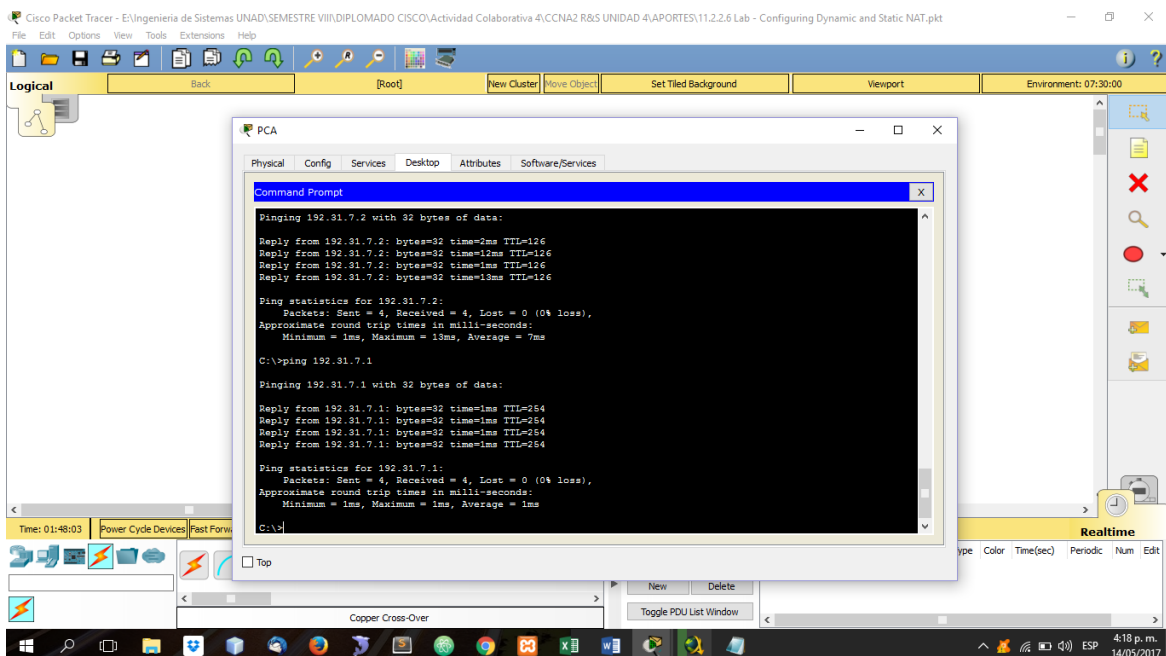 Cisco Packet Tracer - E:\Ingenieria de Sistemas UNAD\SEMESTRE VIII\DIPLOMADO CISCO\Actividad Colaborativa 4\CCNA2 R&S UNIDAD 4\APORTES\11.2.2.6 Lab - Configuring Dynamic and Static NAT.pkt
File Edit Options View Tools Extensions Help
Logical Back [Root] New Cluster Move Object Set Tiled Background Viewport Environment: 07:30:00
PCA
Physical Config Services Desktop Attributes Software/Services
Command Prompt X
Pinging 192.31.7.2 with 32 bytes of data:
Reply from 192.31.7.2: bytes=32 time=2ms TTL=126
Reply from 192.31.7.2: bytes=32 time=12ms TTL=126
Reply from 192.31.7.2: bytes=32 time=1ms TTL=126
Reply from 192.31.7.2: bytes=32 time=13ms TTL=126
Ping statistics for 192.31.7.2:
Packets: Sent = 4, Received = 4, Lost = 0 (0% loss),
Approximate round trip times in milli-seconds:
Minimum = 1ms, Maximum = 13ms, Average = 7ms
C:\>ping 192.31.7.1
Pinging 192.31.7.1 with 32 bytes of data:
Reply from 192.31.7.1: bytes=32 time=1ms TTL=254
Reply from 192.31.7.1: bytes=32 time=1ms TTL=254
Reply from 192.31.7.1: bytes=32 time=1ms TTL=254
Reply from 192.31.7.1: bytes=32 time=1ms TTL=254
Ping statistics for 192.31.7.1:
Packets: Sent = 4, Received = 4, Lost = 0 (0% loss),
Approximate round trip times in milli-seconds:
Minimum = 1ms, Maximum = 1ms, Average = 1ms
C:\>
Top
Time: 01:48:03 Power Cycle Devices Fast Forw
Realtime
ype Color Time(sec) Periodic Num Edit
New Delete
Toggle PDU List Window
Copper Cross-Over
ESP
4:18 p. m.
14/05/2017